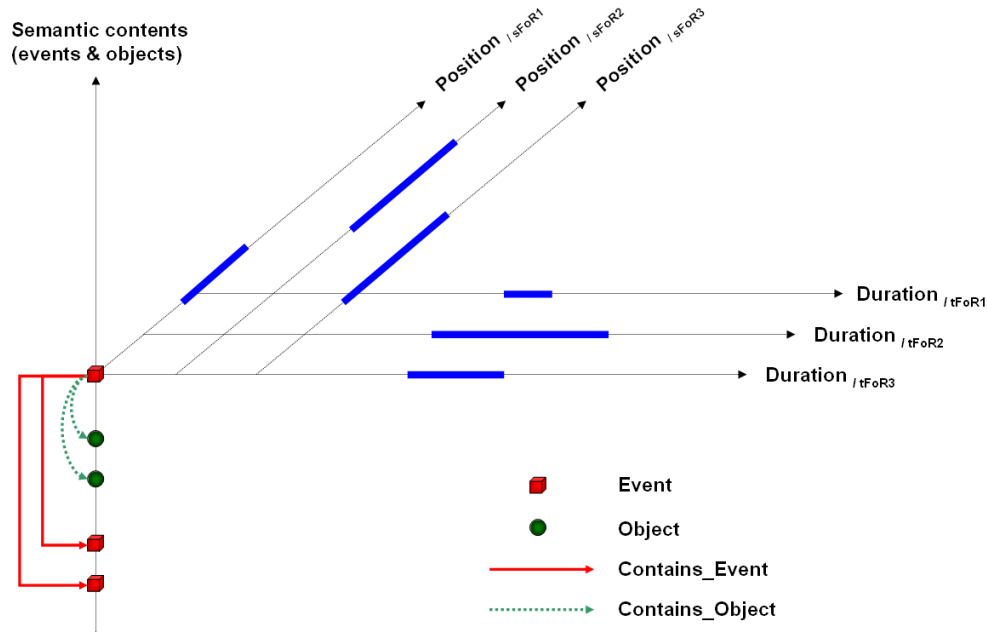 Semantic contents
(events & objects)
Position / sFoR1
Position / sFoR2
Position / sFoR3
Duration / tFoR1
Duration / tFoR2
Duration / tFoR3
Event
Object
Contains_Event
Contains_Object